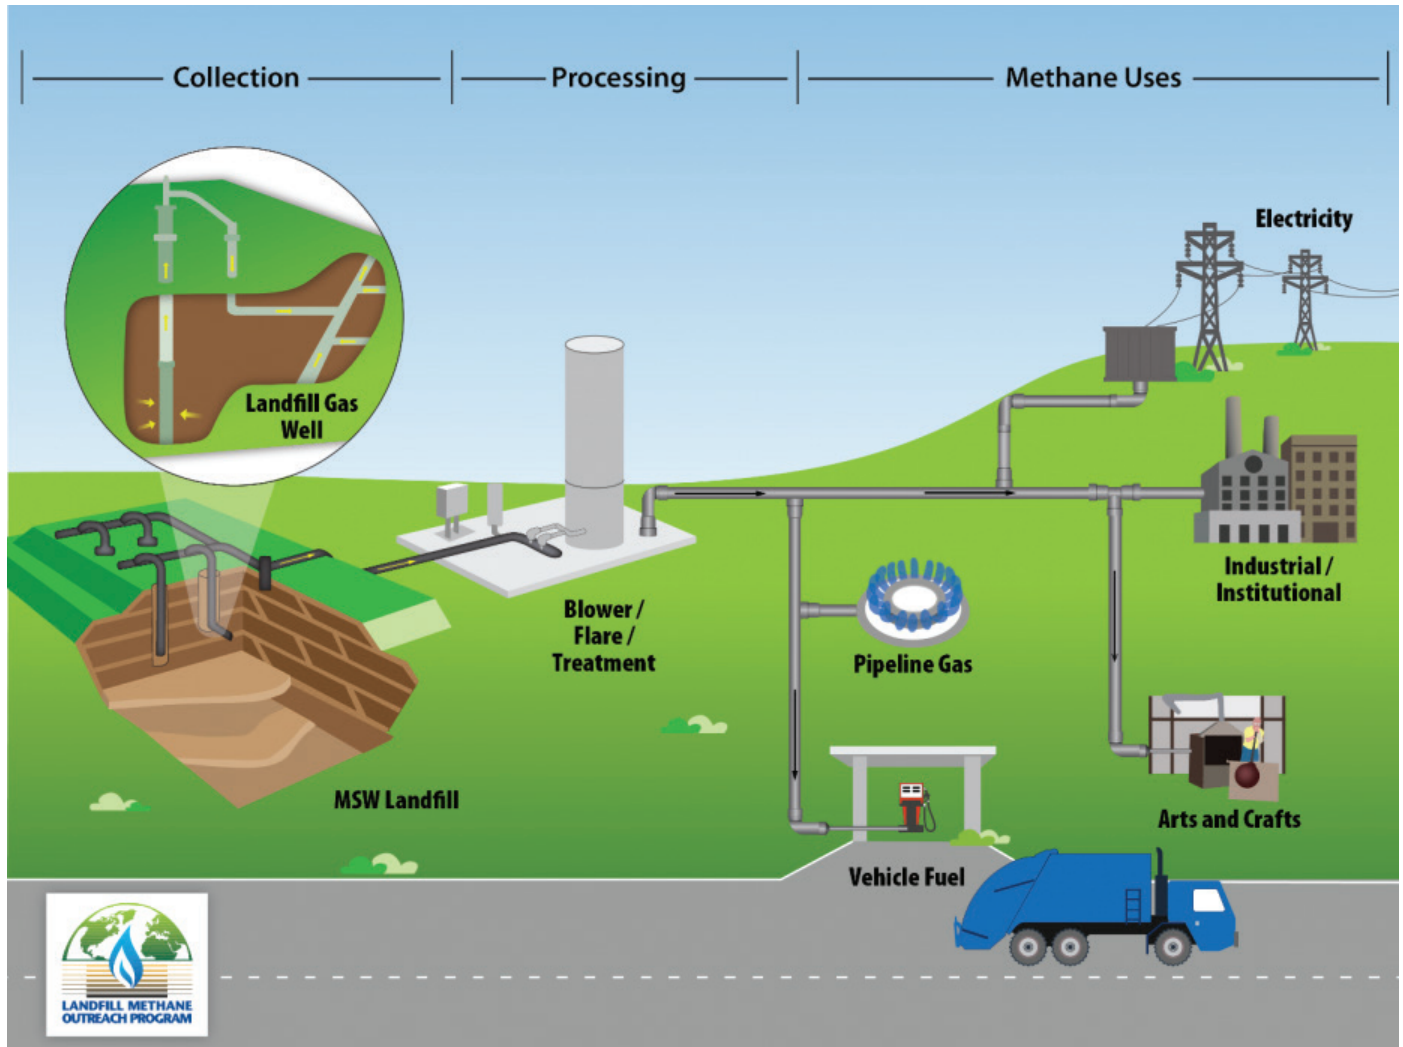 Collection
Processing
Methane Uses
Electricity
Landfill Gas
Well
Industrial /
Institutional
Blower /
Flare /
Treatment
Pipeline Gas
MSW Landfill
Arts and Crafts
Vehicle Fuel
LANDFILL METHANE
OUTREACH PROGRAM